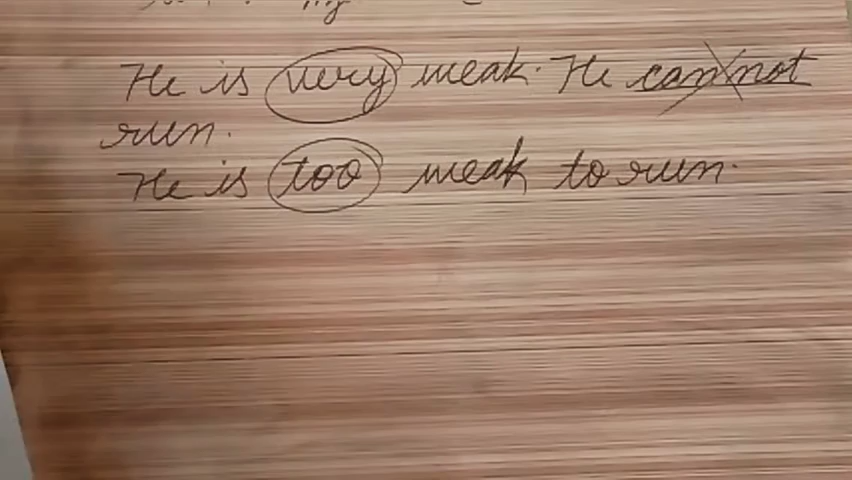 He is very weak. He cannot
run.
He is too weak to run.